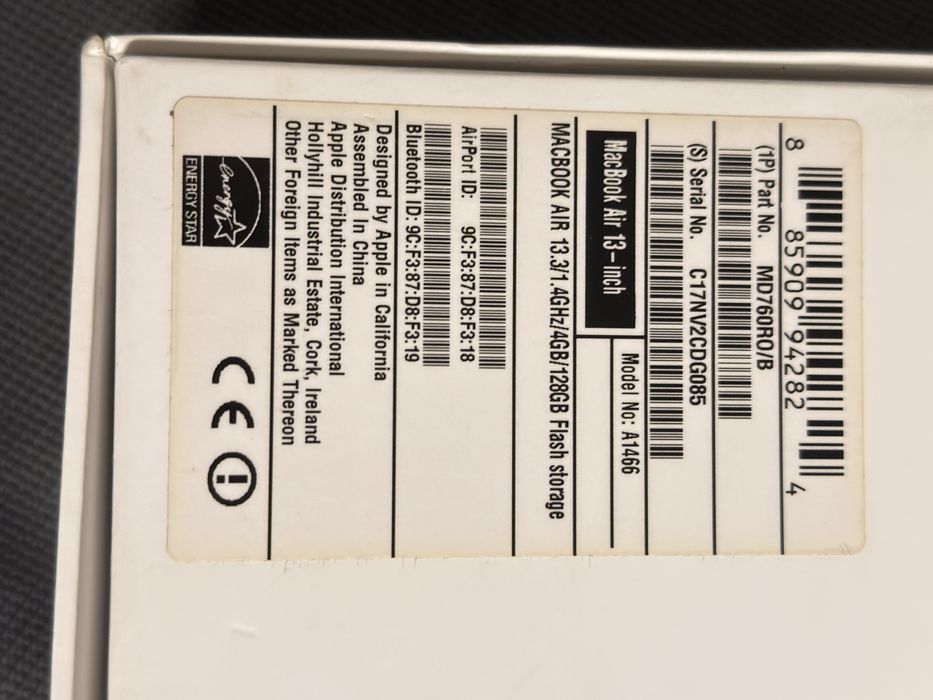 8 85909 94282 4
(1P) Part No. MD760RO/B
(S) Serial No. C17NV2CDG085
MacBook Air 13-inch
Model No: A1466
MACBOOK AIR 13.3/1.4GHz/4GB/128GB Flash storage
AirPort ID: 9C:F3:87:D8:F3:18
Bluetooth ID: 9C:F3:87:D8:F3:19
Designed by Apple in California
Assembled In China
Apple Distribution International
Hollyhill Industrial Estate, Cork, Ireland
Other Foreign Items as Marked Thereon
energy
ENERGY STAR
CE